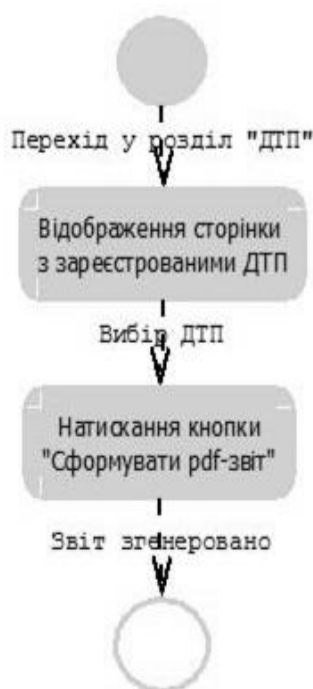 Перехід у розділ "ДТП"
Відображення сторінки
з зареєстрованими ДТП
Вибір ДТП
Натискання кнопки
"Сформувати pdf-звіт"
Звіт згенеровано